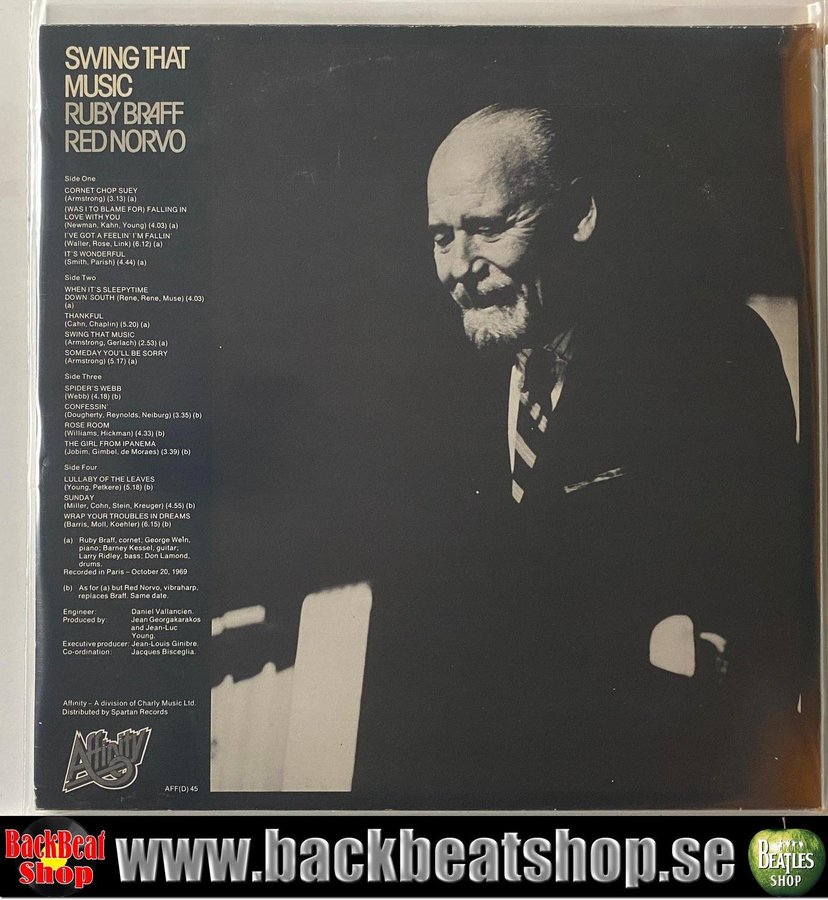 SWING THAT
MUSIC
RUBY BRAFF
RED NORVO
Side One
CORNET CHOP SUEY
(Armstrong) (3.13) (a)
(WAS I TO BLAME FOR) FALLING IN
LOVE WITH YOU
(Newman, Kahn, Young) (4.03) (a)
I'VE GOT A FEELIN' I'M FALLIN'
(Waller, Rose, Link) (6.12) (a)
IT'S WONDERFUL
(Smith, Parish) (4.44) (a)
Side Two
WHEN IT'S SLEEPYTIME
DOWN SOUTH (Rene, Rene, Muse) (4.03)
(a)
THANKFUL
(Cahn, Chaplin) (5.20) (a)
SWING THAT MUSIC
(Armstrong, Gerlach) (2.53) (a)
SOMEDAY YOU'LL BE SORRY
(Armstrong) (5.17) (a)
Side Three
SPIDER'S WEBB
(Webb) (4.18) (b)
CONFESSIN'
(Dougherty, Reynolds, Neiburg) (3.35) (b)
ROSE ROOM
(Williams, Hickman) (4.33) (b)
THE GIRL FROM IPANEMA
(Jobim, Gimbel, de Moraes) (3.39) (b)
Side Four
LULLABY OF THE LEAVES
(Young, Petkere) (5.18) (b)
SUNDAY
(Miller, Cohn, Stein, Kreuger) (4.55) (b)
WRAP YOUR TROUBLES IN DREAMS
(Barris, Moll, Koehler) (6.15) (b)
(a) Ruby Braff, cornet; George Wein,
piano; Barney Kessel, guitar;
Larry Ridley, bass; Don Lamond,
drums.
Recorded in Paris – October 20, 1969
(b) As for (a) but Red Norvo, vibraharp,
replaces Braff. Same date.
Engineer: Daniel Vallancien.
Produced by: Jean Georgakarakos
and Jean-Luc
Young.
Executive producer: Jean-Louis Ginibre.
Co-ordination: Jacques Bisceglia.
Affinity – A division of Charly Music Ltd.
Distributed by Spartan Records
Affinity
AFF(D) 45
BackBeat
Shop
www.backbeatshop.se
BEATLES
SHOP